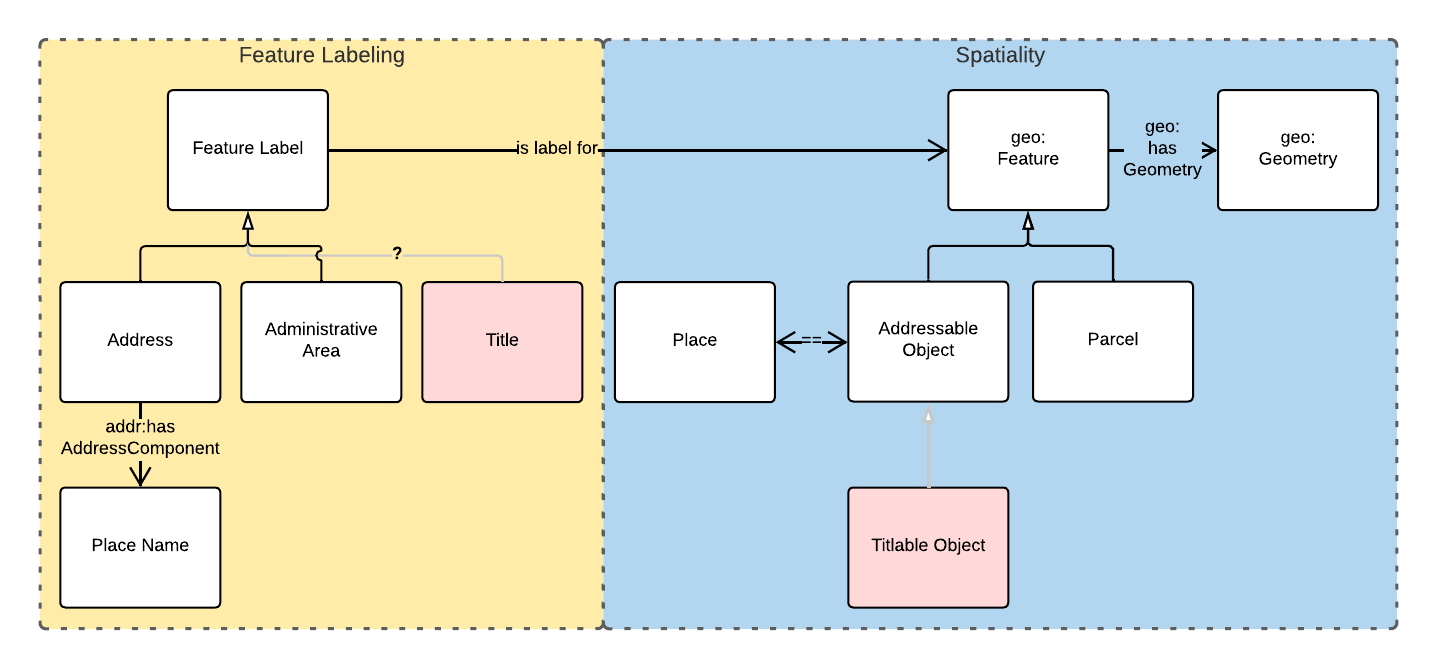 Feature Labeling
Spatiality
Feature Label
is label for
geo:
Feature
geo:
has
Geometry
geo:
Geometry
?
Address
Administrative
Area
Title
Place
==
Addressable
Object
Parcel
addr:has
AddressComponent
Place Name
Titlable Object